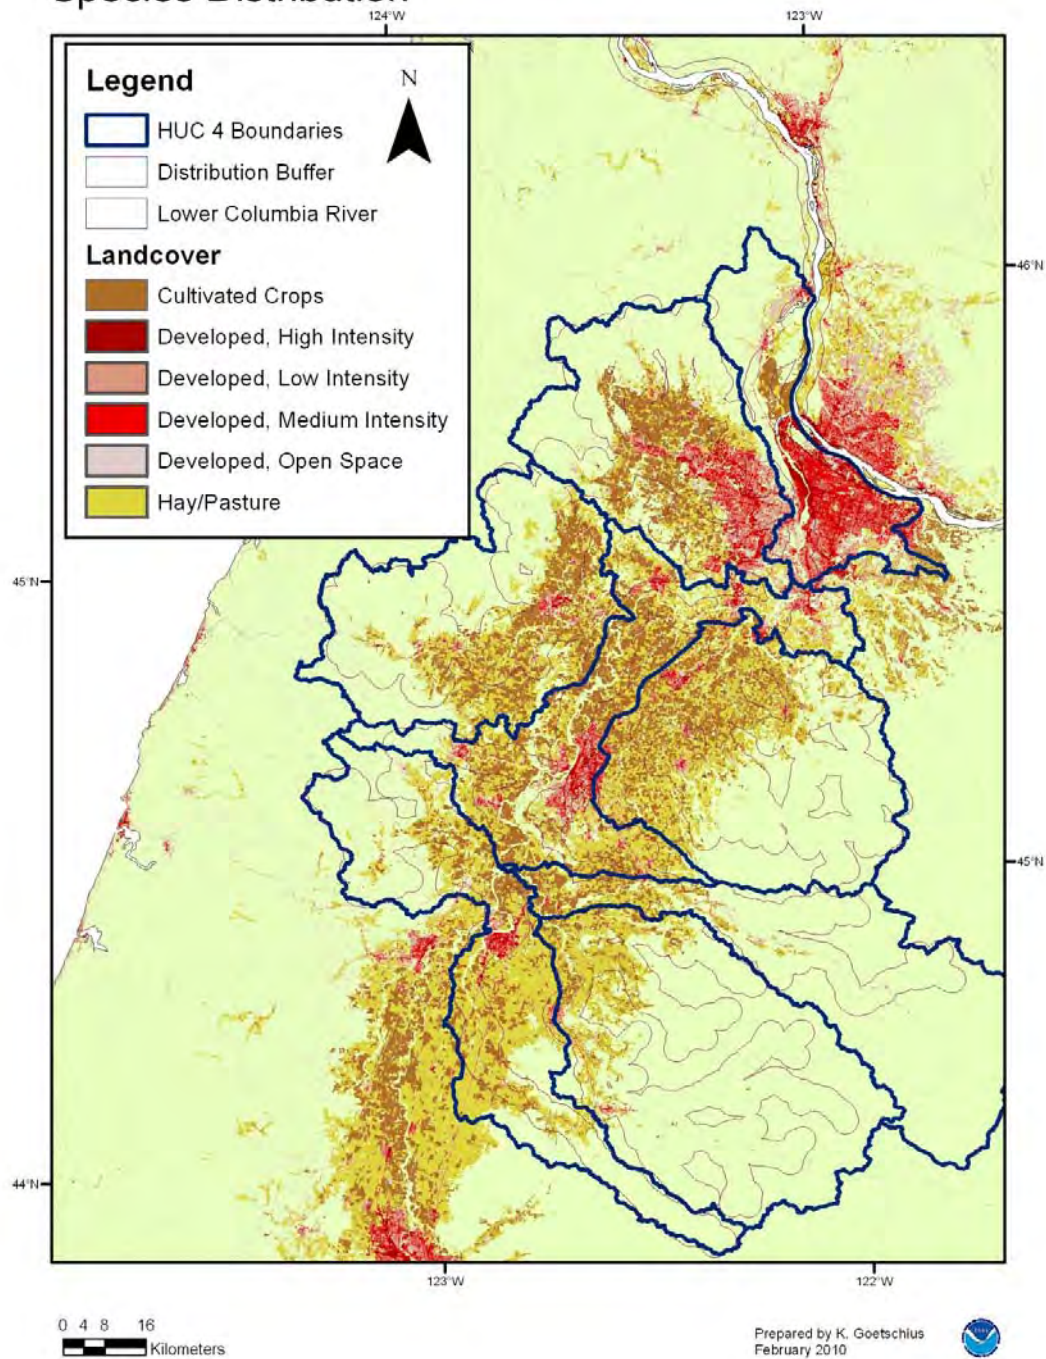 Species Distribution
124°W
123°W
Legend
N
HUC 4 Boundaries
Distribution Buffer
Lower Columbia River
Landcover
Cultivated Crops
Developed, High Intensity
Developed, Low Intensity
Developed, Medium Intensity
Developed, Open Space
Hay/Pasture
46°N
45°N
45°N
44°N
123°W
122°W
0 4 8 16
Kilometers
Prepared by K. Goetschius
February 2010